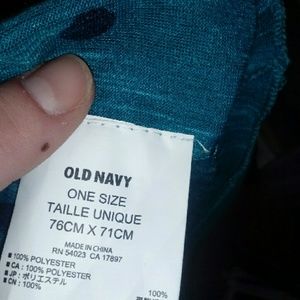 OLD NAVY
ONE SIZE
TAILLE UNIQUE
76CM X 71CM
MADE IN CHINA
RN 54023 CA 17897
■ 100% POLYESTER 100%
■ CA : 100% POLYESTER
■ JP : ポリエステル
■ CN : 100%